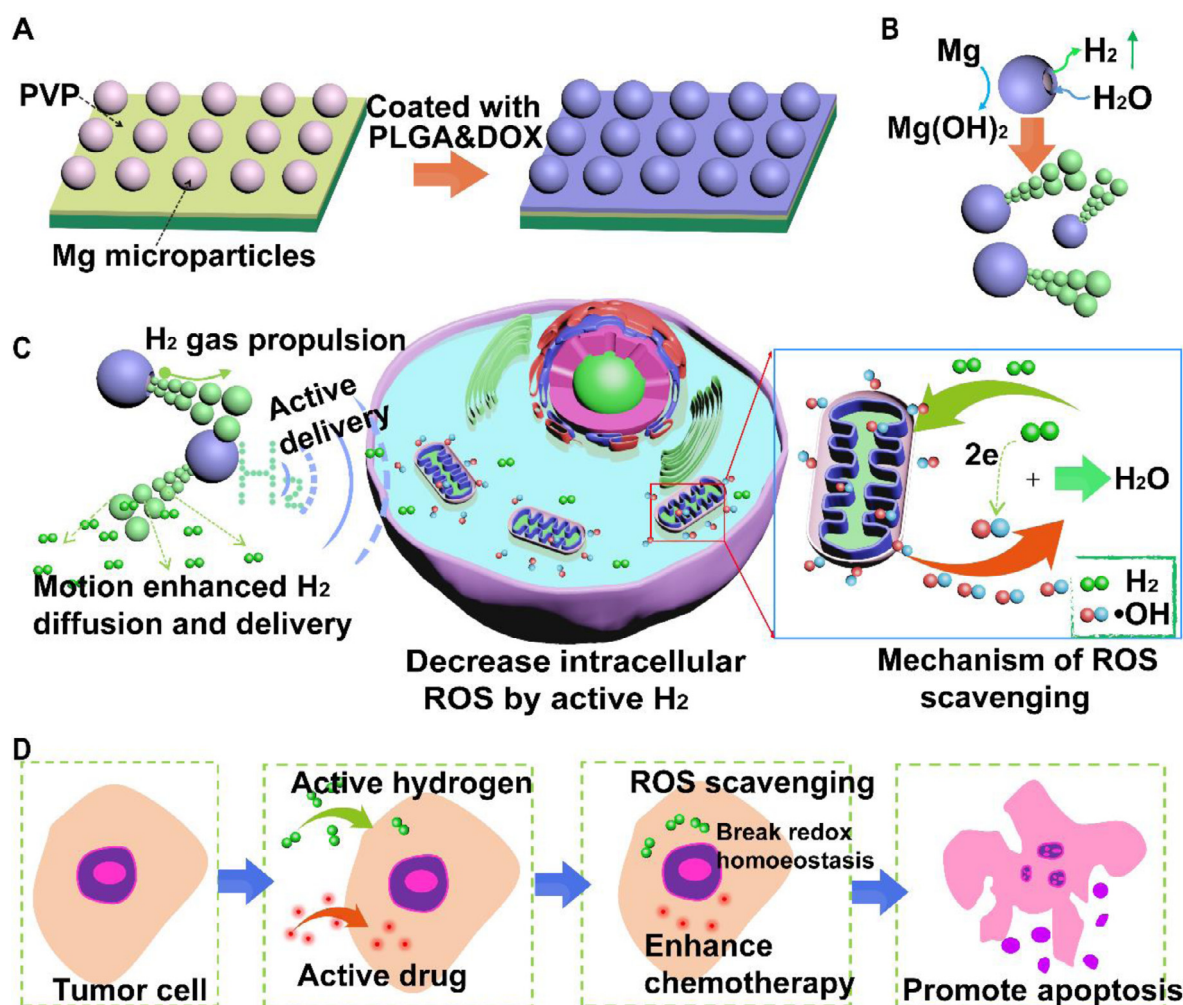 A
PVP
Coated with
PLGA&DOX
Mg microparticles
B
Mg
H₂
H₂O
Mg(OH)₂
C
H₂ gas propulsion
Active
delivery
H₂
Motion enhanced H₂
diffusion and delivery
Decrease intracellular
ROS by active H₂
2e
+
H₂O
H₂
•OH
Mechanism of ROS
scavenging
D
Tumor cell
Active hydrogen
Active drug
ROS scavenging
Break redox
homoeostasis
Enhance
chemotherapy
Promote apoptosis